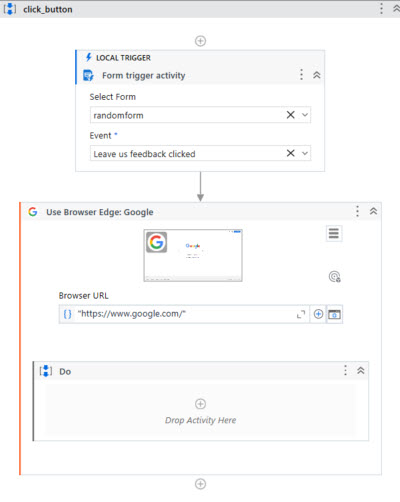 click_button
LOCAL TRIGGER
Form trigger activity
Select Form
randomform
Event *
Leave us feedback clicked
Use Browser Edge: Google
Google
Browser URL
"https://www.google.com/"
Do
Drop Activity Here